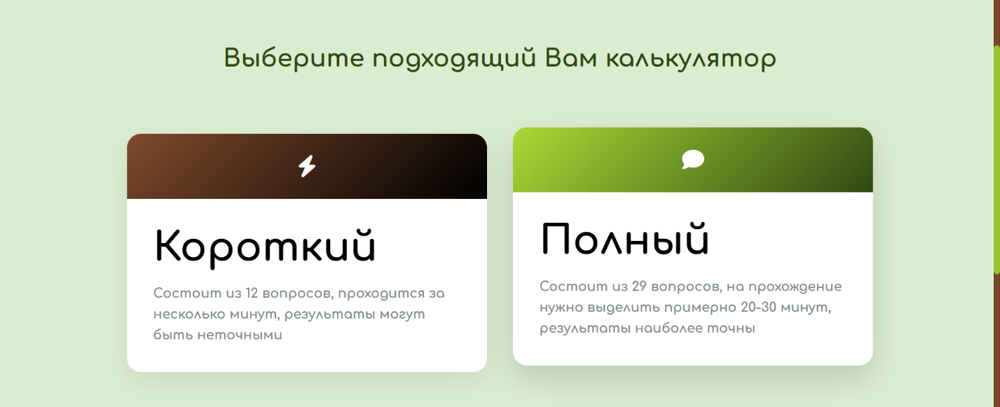 Выберите подходящий Вам калькулятор
Короткий
Состоит из 12 вопросов, проходится за
несколько минут, результаты могут
быть неточными
Полный
Состоит из 29 вопросов, на прохождение
нужно выделить примерно 20-30 минут,
результаты наиболее точны